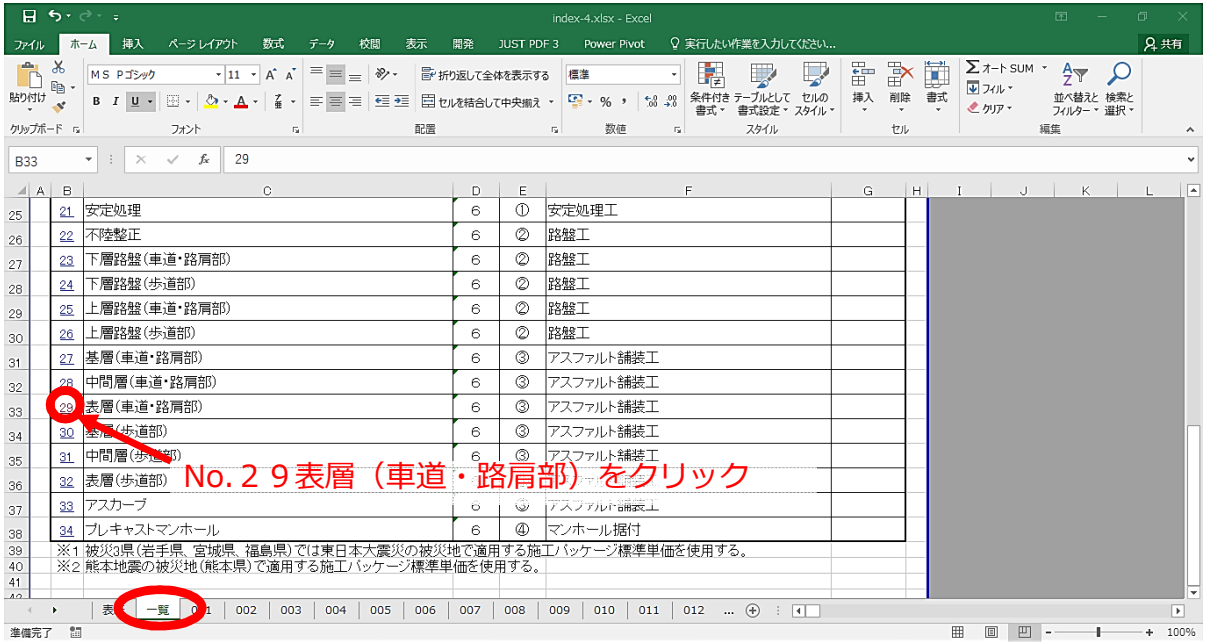 index-4.xlsx - Excel
ファイル ホーム 挿入 ページ レイアウト 数式 データ 校閲 表示 開発 JUST PDF 3 Power Pivot 実行したい作業を入力してください... 共有
MS Pゴシック 11 A A 折り返して全体を表示する 標準 オート SUM
貼り付け B I U A セルを結合して中央揃え % 条件付き書式 テーブルとして書式設定 セルのスタイル 挿入 削除 書式 フィル クリア 並べ替えとフィルター 検索と選択
クリップボード フォント 配置 数値 スタイル セル 編集
B33 fx 29
A B C D E F G H I J K L
25 21 安定処理 6 ① 安定処理工
26 22 不陸整正 6 ② 路盤工
27 23 下層路盤(車道・路肩部) 6 ② 路盤工
28 24 下層路盤(歩道部) 6 ② 路盤工
29 25 上層路盤(車道・路肩部) 6 ② 路盤工
30 26 上層路盤(歩道部) 6 ② 路盤工
31 27 基層(車道・路肩部) 6 ③ アスファルト舗装工
32 28 中間層(車道・路肩部) 6 ③ アスファルト舗装工
33 29 表層(車道・路肩部) 6 ③ アスファルト舗装工
34 30 基層(歩道部) 6 ③ アスファルト舗装工
35 31 中間層(歩道部) 6 ③ アスファルト舗装工
No.２９表層（車道・路肩部）をクリック
36 32 表層(歩道部)
37 33 アスカーブ 6 ③ アスファルト舗装工
38 34 プレキャストマンホール 6 ④ マンホール据付
39 ※1 被災3県(岩手県、宮城県、福島県)では東日本大震災の被災地で適用する施工パッケージ標準単価を使用する。
40 ※2 熊本地震の被災地(熊本県)で適用する施工パッケージ標準単価を使用する。
41
42
一覧 002 003 004 005 006 007 008 009 010 011 012 ...
準備完了 100%